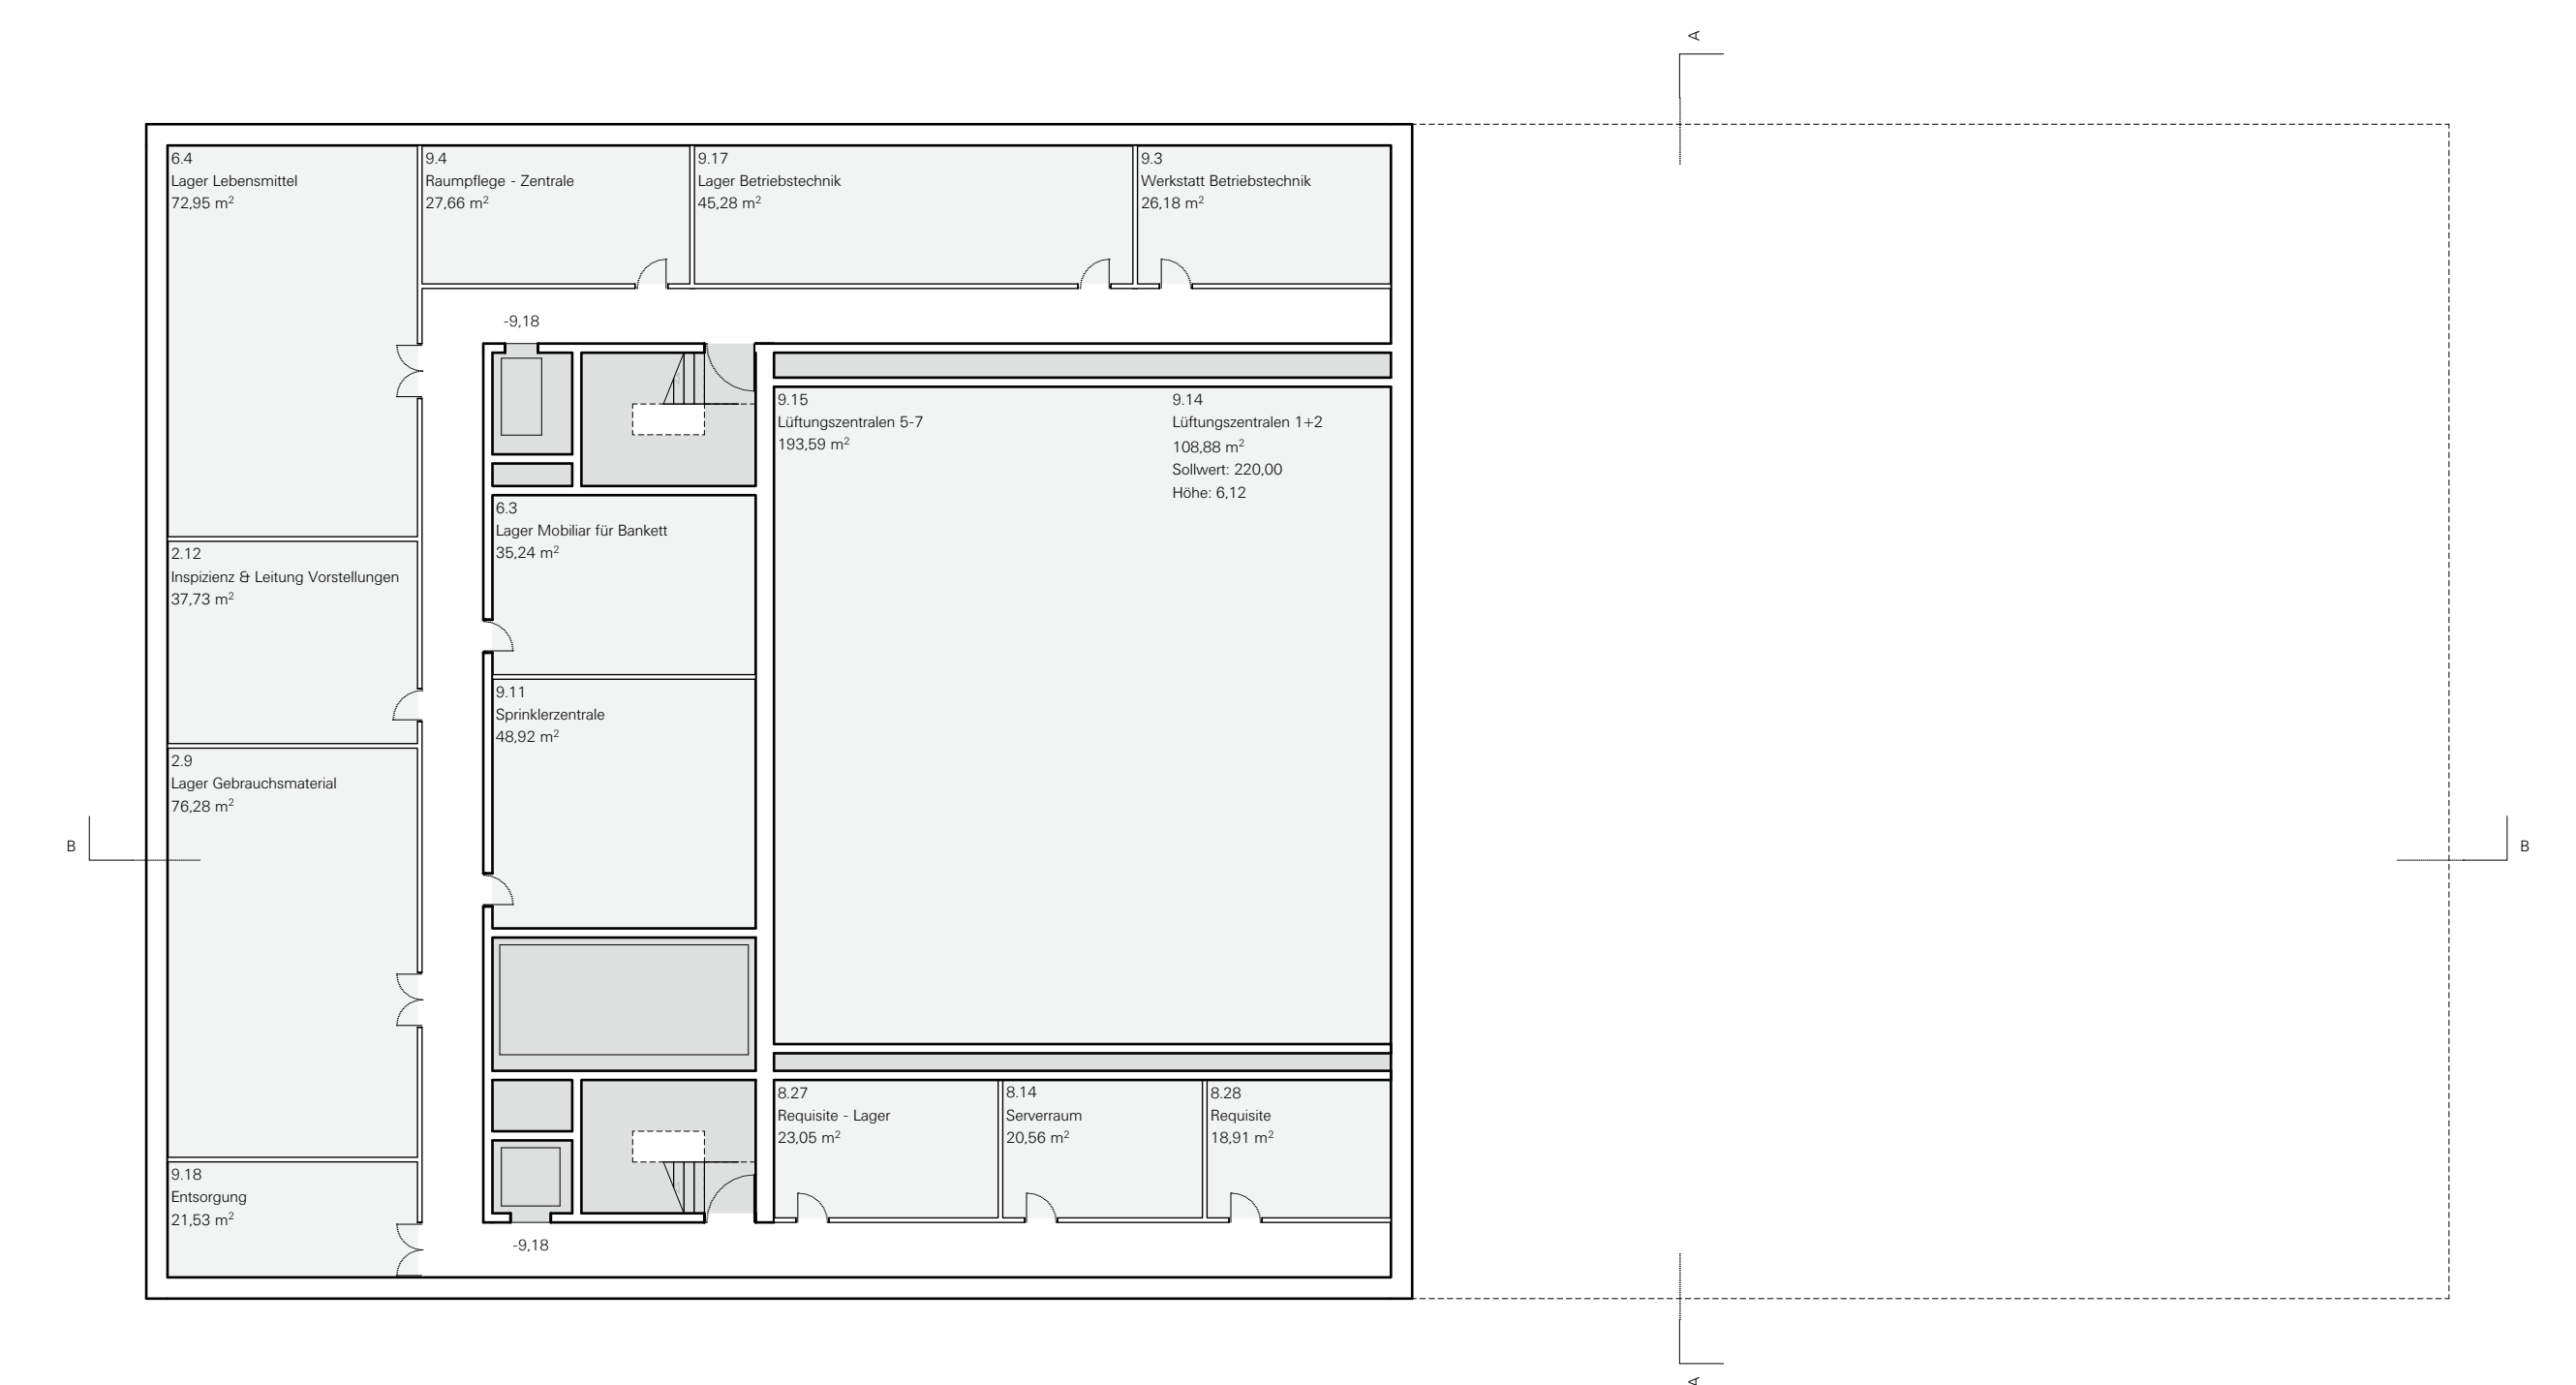 A
6.4
Lager Lebensmittel
72,95 m²
9.4
Raumpflege - Zentrale
27,66 m²
9.17
Lager Betriebstechnik
45,28 m²
9.3
Werkstatt Betriebstechnik
26,18 m²
-9,18
9.15
Lüftungszentralen 5-7
193,59 m²
9.14
Lüftungszentralen 1+2
108,88 m²
Sollwert: 220,00
Höhe: 6,12
6.3
Lager Mobiliar für Bankett
35,24 m²
2.12
Inspizienz & Leitung Vorstellungen
37,73 m²
9.11
Sprinklerzentrale
48,92 m²
2.9
Lager Gebrauchsmaterial
76,28 m²
B
B
8.27
Requisite - Lager
23,05 m²
8.14
Serverraum
20,56 m²
8.28
Requisite
18,91 m²
9.18
Entsorgung
21,53 m²
-9,18
A